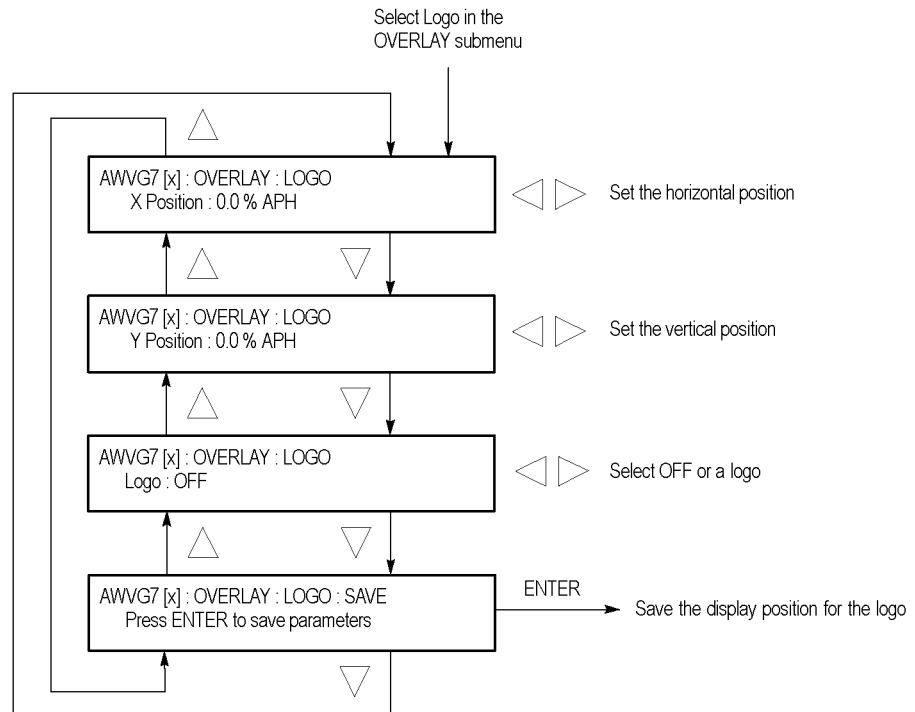 Select Logo in the
OVERLAY submenu
AWVG7 [x] : OVERLAY : LOGO
X Position : 0.0 % APH
Set the horizontal position
AWVG7 [x] : OVERLAY : LOGO
Y Position : 0.0 % APH
Set the vertical position
AWVG7 [x] : OVERLAY : LOGO
Logo : OFF
Select OFF or a logo
AWVG7 [x] : OVERLAY : LOGO : SAVE
Press ENTER to save parameters
ENTER
Save the display position for the logo